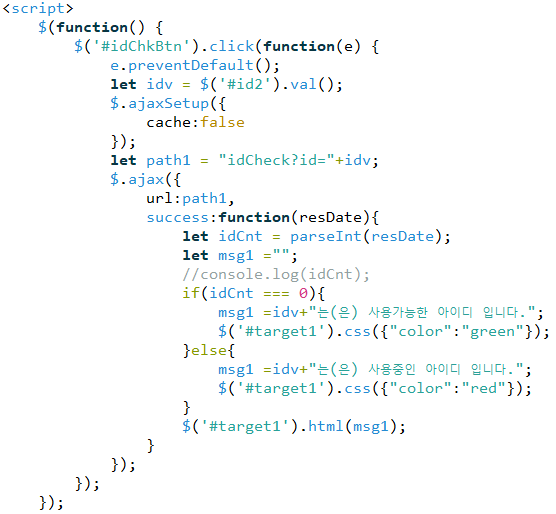 <script>
$(function() {
$('#idChkBtn').click(function(e) {
e.preventDefault();
let idv = $('#id2').val();
$.ajaxSetup({
cache:false
});
let path1 = "idCheck?id="+idv;
$.ajax({
url:path1,
success:function(resDate){
let idCnt = parseInt(resDate);
let msg1 ="";
//console.log(idCnt);
if(idCnt === 0){
msg1 =idv+"는(은) 사용가능한 아이디 입니다.";
$('#target1').css({"color":"green"});
}else{
msg1 =idv+"는(은) 사용중인 아이디 입니다.";
$('#target1').css({"color":"red"});
}
$('#target1').html(msg1);
}
});
});
});